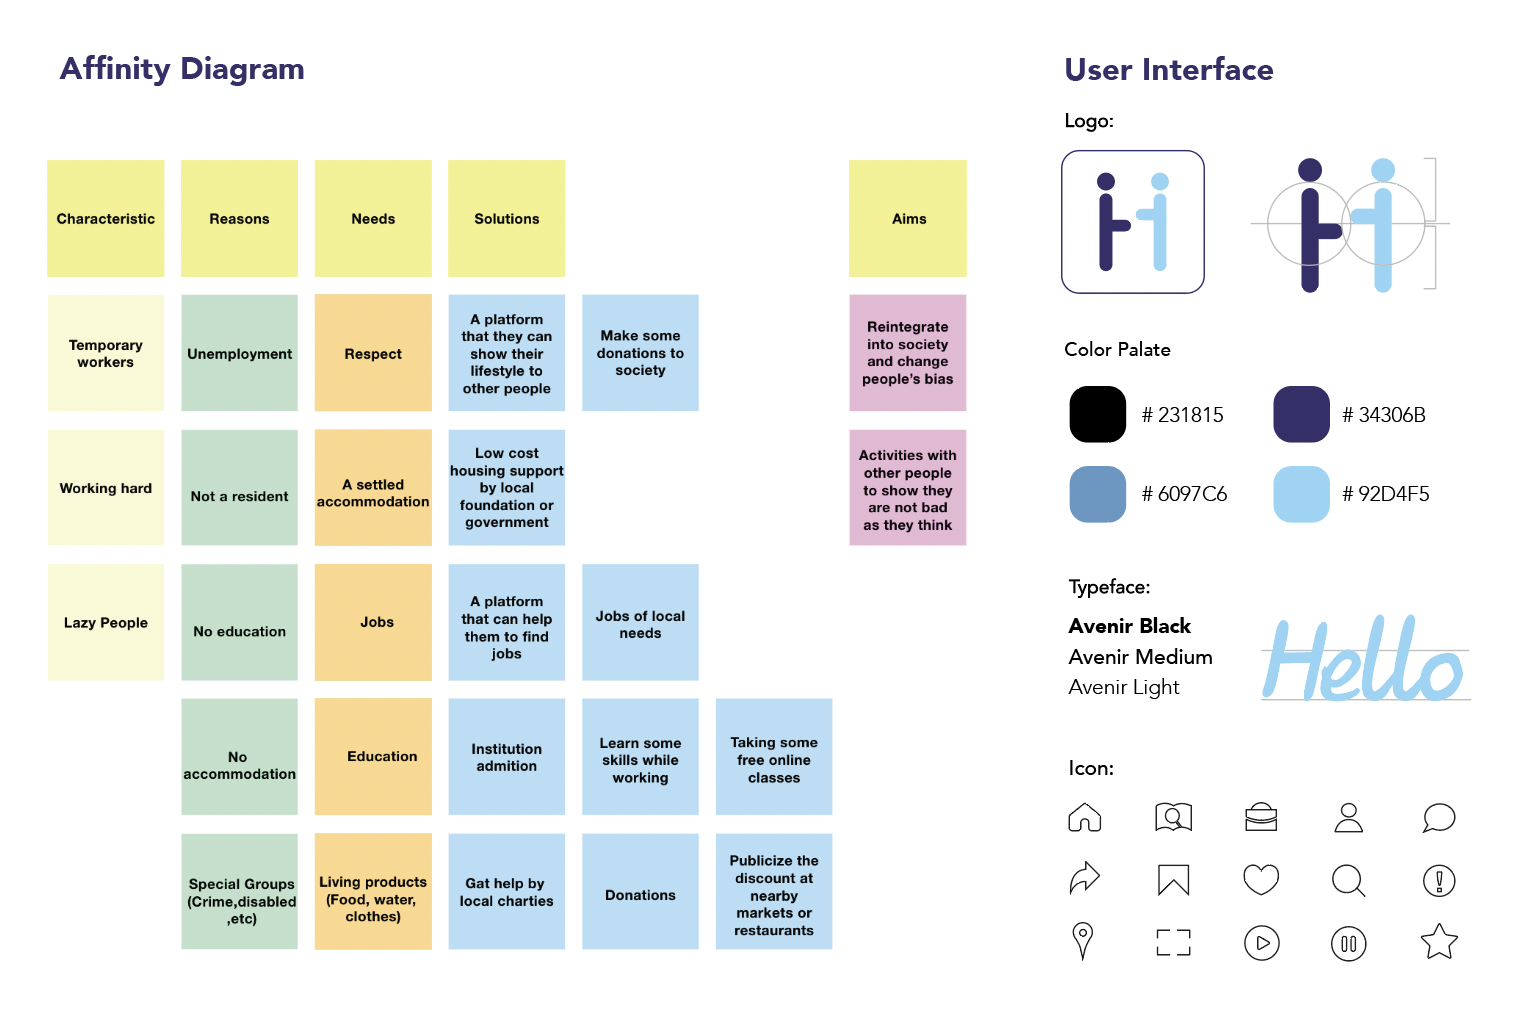 Affinity Diagram
Characteristic
Reasons
Needs
Solutions
Aims
Temporary
workers
Unemployment
Respect
A platform
that they can
show their
lifestyle to
other people
Make some
donations to
society
Reintegrate
into society
and change
people's bias
Working hard
Not a resident
A settled
accommodation
Low cost
housing support
by local
foundation or
government
Activities with
other people
to show they
are not bad
as they think
Lazy People
No education
Jobs
A platform
that can help
them to find
jobs
Jobs of local
needs
No
accommodation
Education
Institution
admition
Learn some
skills while
working
Taking some
free online
classes
Special Groups
(Crime,disabled
,etc)
Living products
(Food, water,
clothes)
Gat help by
local charties
Donations
Publicize the
discount at
nearby
markets or
restaurants
User Interface
Logo:
Color Palate
# 231815
# 34306B
# 6097C6
# 92D4F5
Typeface:
Avenir Black
Avenir Medium
Avenir Light
Hello
Icon: